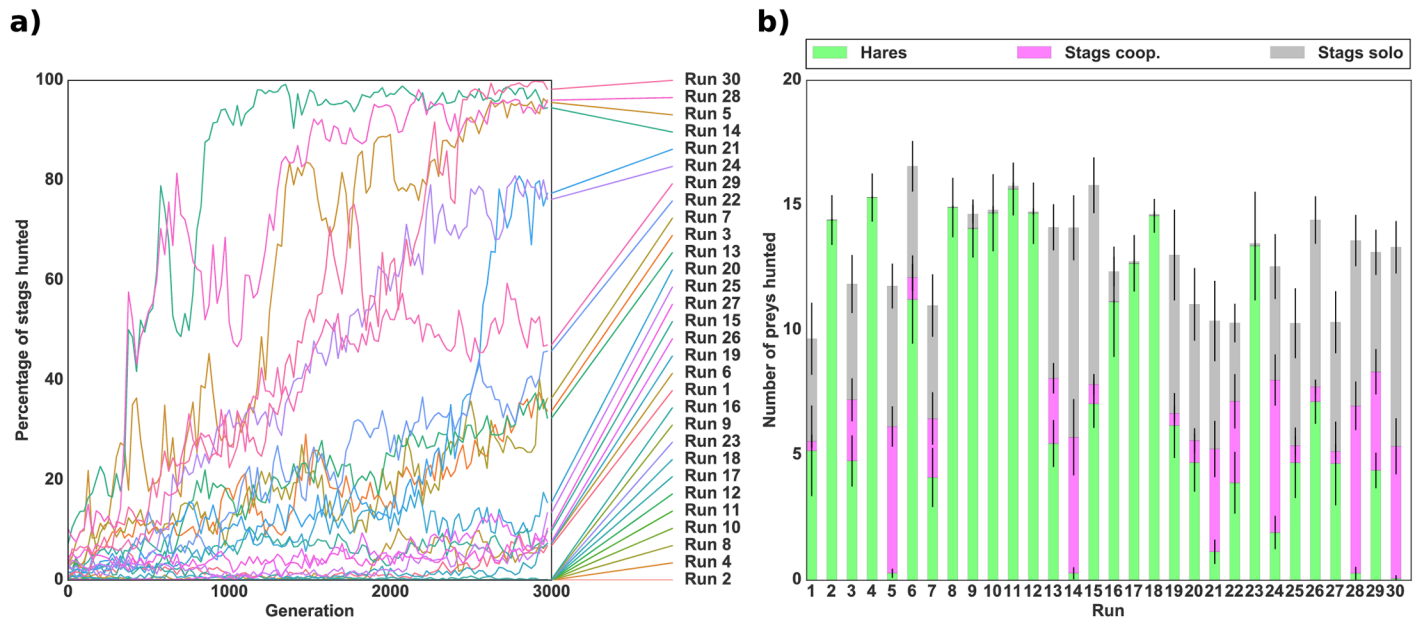 a)
Percentage of stags hunted
100
80
60
40
20
0
0 1000 2000 3000
Generation
Run 30
Run 28
Run 5
Run 14
Run 21
Run 24
Run 29
Run 22
Run 7
Run 3
Run 13
Run 20
Run 25
Run 27
Run 15
Run 26
Run 19
Run 6
Run 1
Run 16
Run 9
Run 23
Run 18
Run 17
Run 12
Run 11
Run 10
Run 8
Run 4
Run 2
b)
Hares Stags coop. Stags solo
Number of preys hunted
20
15
10
5
0
1 2 3 4 5 6 7 8 9 10 11 12 13 14 15 16 17 18 19 20 21 22 23 24 25 26 27 28 29 30
Run